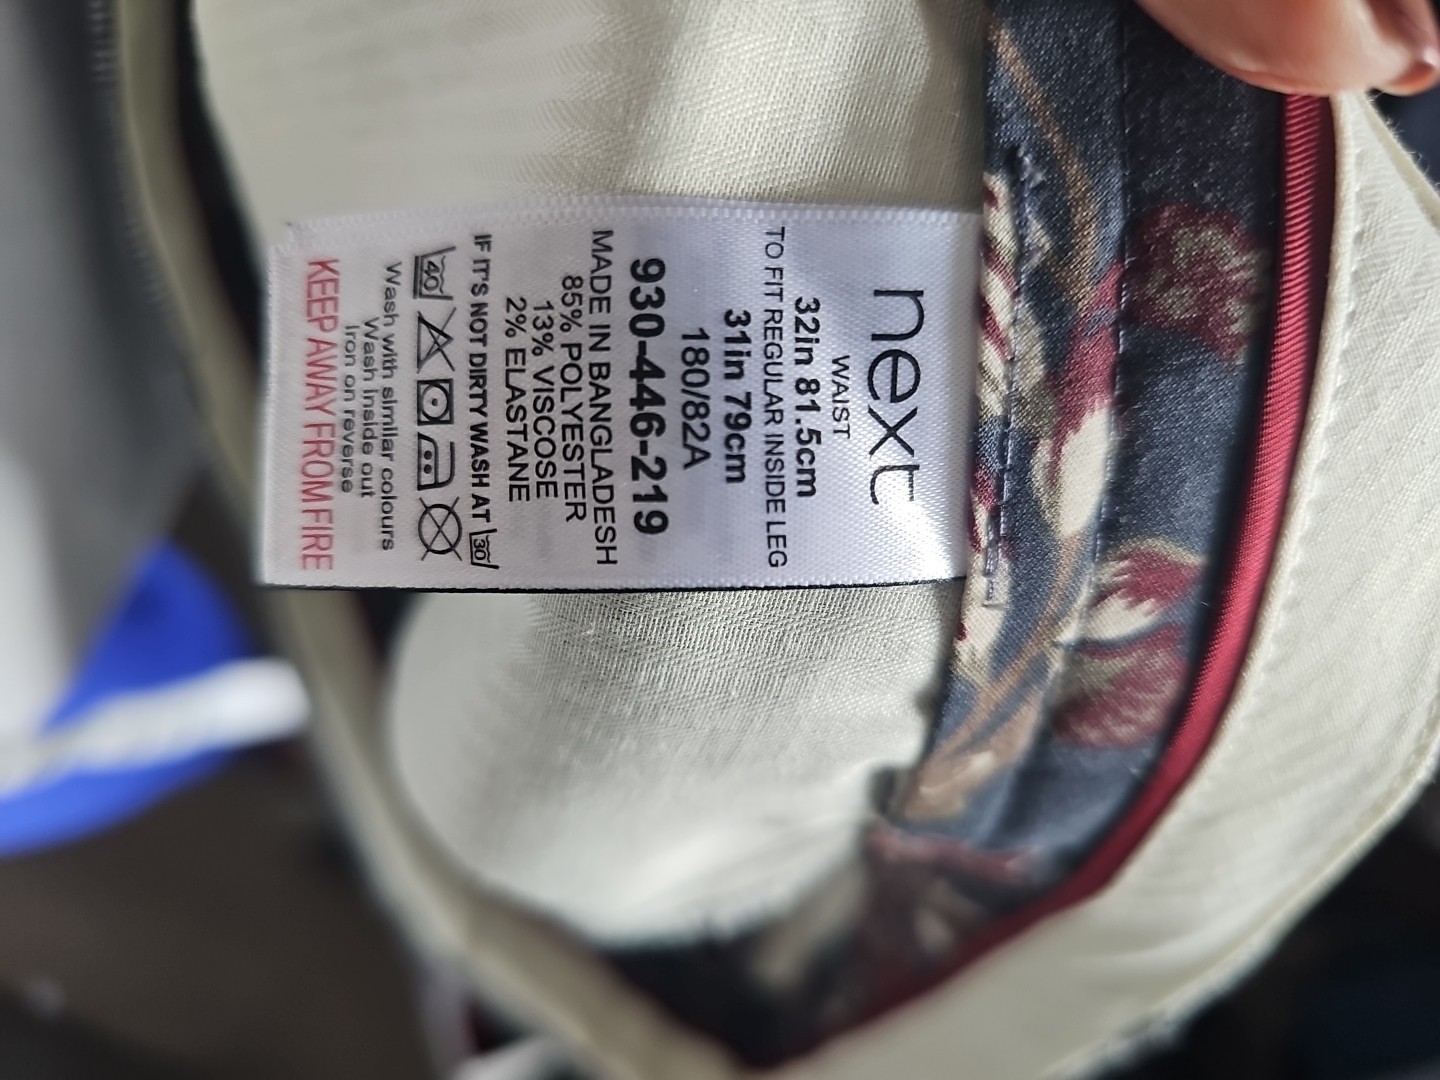 next
WAIST
32in 81.5cm
TO FIT REGULAR INSIDE LEG
31in 79cm
180/82A
930-446-219
MADE IN BANGLADESH
85% POLYESTER
13% VISCOSE
2% ELASTANE
IF IT'S NOT DIRTY WASH AT 30
40
Wash with similar colours
Wash inside out
Iron on reverse
KEEP AWAY FROM FIRE